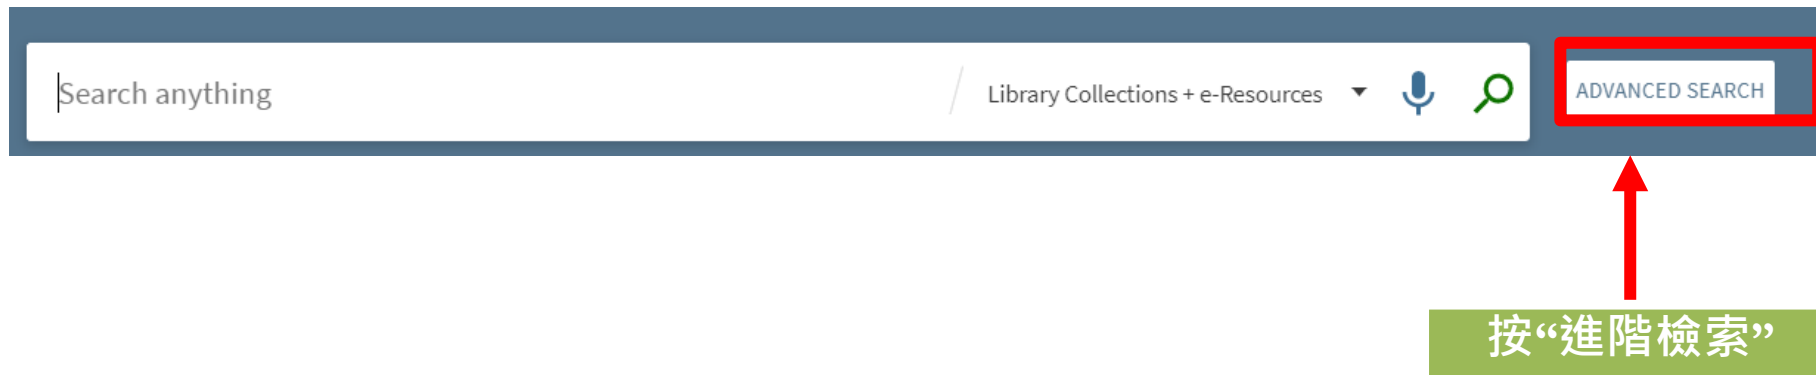 Search anything
Library Collections + e-Resources
ADVANCED SEARCH
按“進階檢索”